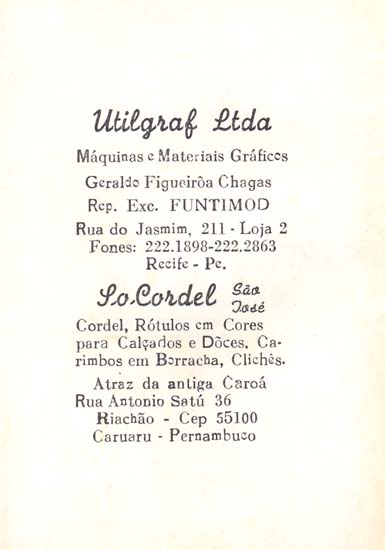 Utilgraf Ltda
Máquinas e Materiais Gráficos
Geraldo Figueirôa Chagas
Rep. Exc. FUNTIMOD
Rua do Jasmim, 211 - Loja 2
Fones: 222.1898-222.2863
Recife - Pe.
So.Cordel São José
Cordel, Rótulos em Cores
para Calçados e Dôces, Ca-
rimbos em Borracha, Clichês.
Atraz da antiga Caroá
Rua Antonio Satú 36
Riachão - Cep 55100
Caruaru - Pernambuco